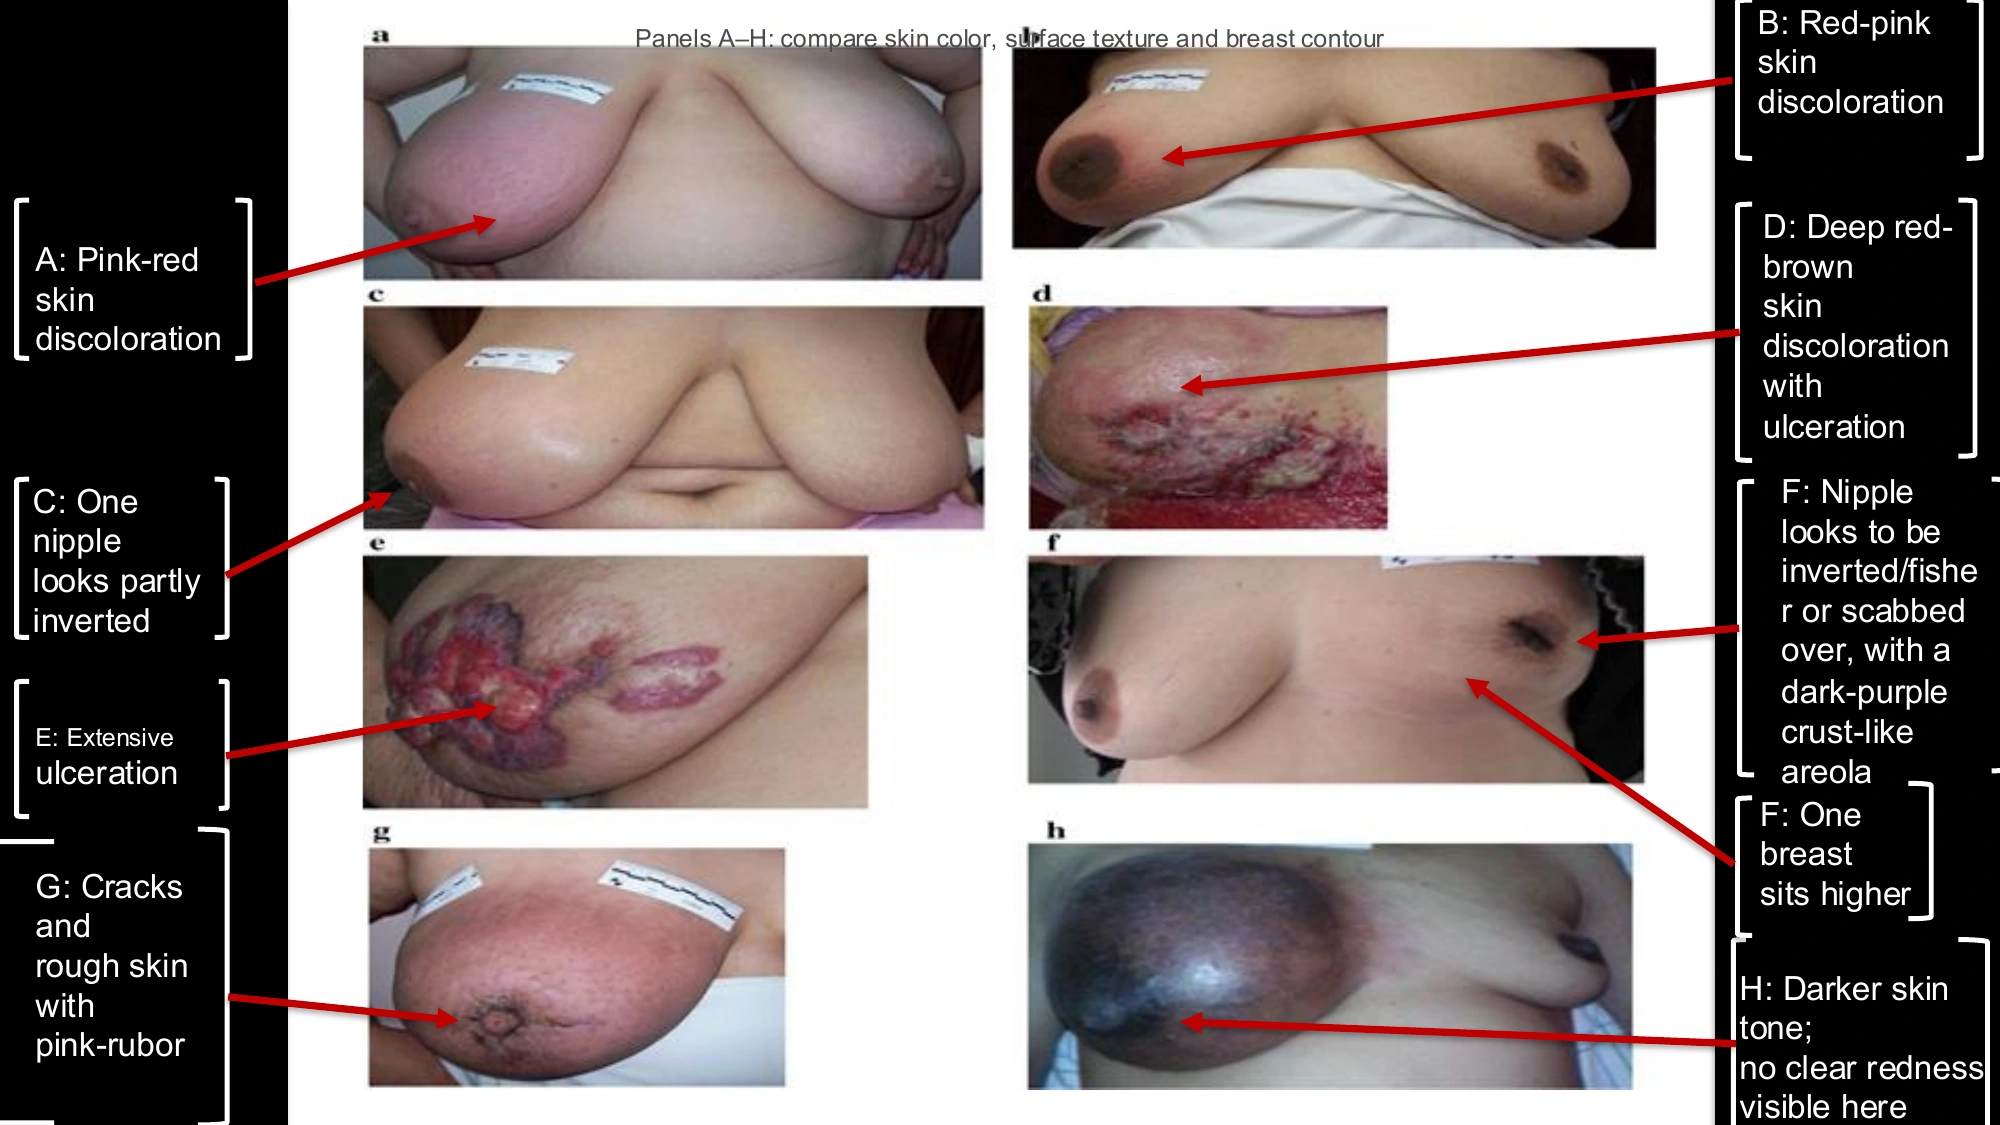 Panels A–H: compare skin color, surface texture and breast contour
a
b
A: Pink-red
skin
discoloration
B: Red-pink
skin
discoloration
c
d
C: One
nipple
looks partly
inverted
D: Deep red-
brown
skin
discoloration
with
ulceration
e
f
E: Extensive
ulceration
F: Nipple
looks to be
inverted/fishe
r or scabbed
over, with a
dark-purple
crust-like
areola
F: One
breast
sits higher
g
h
G: Cracks
and
rough skin
with
pink-rubor
H: Darker skin
tone;
no clear redness
visible here